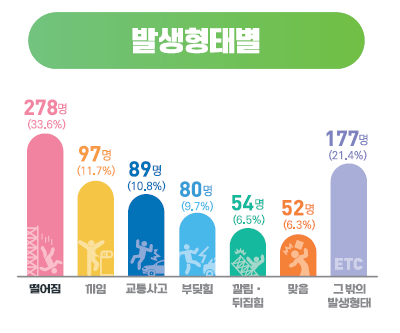 발생형태별
278명
(33.6%)
97명
(11.7%)
89명
(10.8%)
80명
(9.7%)
54명
(6.5%)
52명
(6.3%)
177명
(21.4%)
ETC
떨어짐
끼임
교통사고
부딪힘
깔림·
뒤집힘
맞음
그 밖의
발생형태